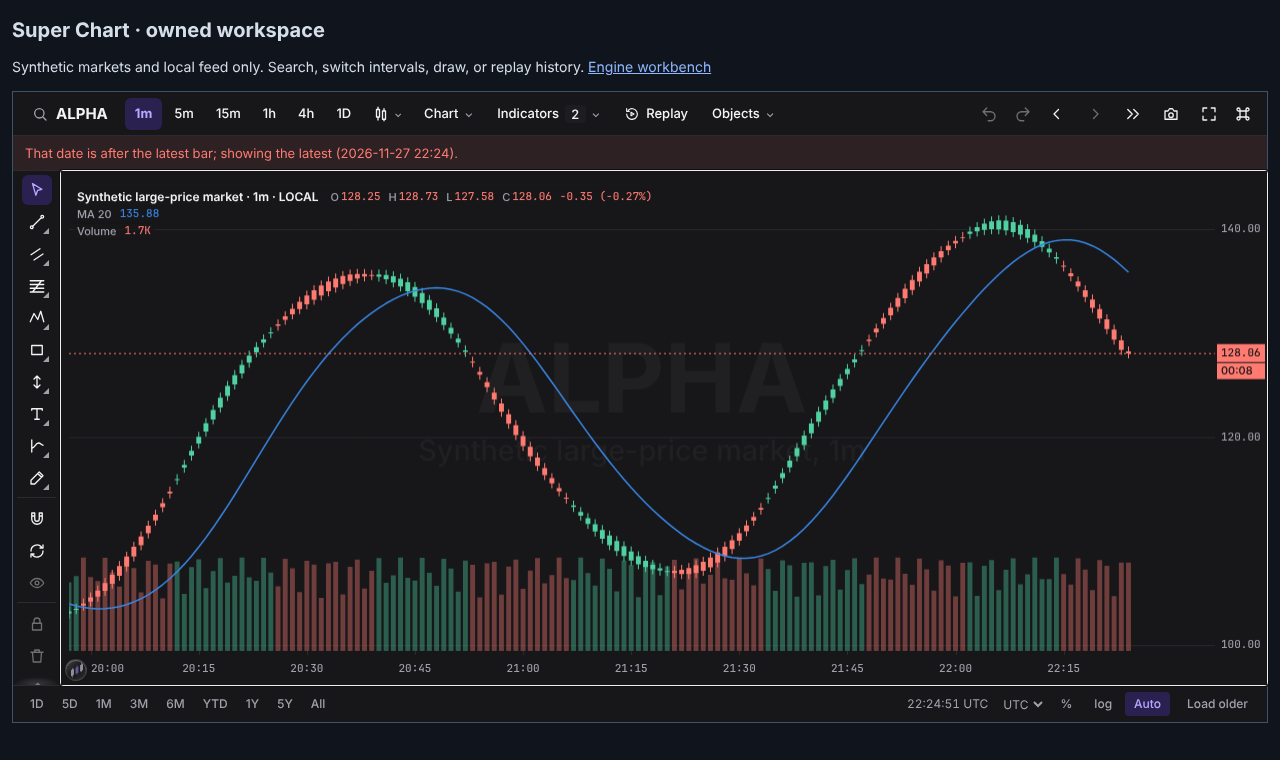 Super Chart · owned workspace
Synthetic markets and local feed only. Search, switch intervals, draw, or replay history. Engine workbench
ALPHA 1m 5m 15m 1h 4h 1D Chart Indicators 2 Replay Objects
That date is after the latest bar; showing the latest (2026-11-27 22:24).
Synthetic large-price market · 1m · LOCAL O128.25 H128.73 L127.58 C128.06 -0.35 (-0.27%)
MA 20 135.88
Volume 1.7K
140.00
128.06
00:08
ALPHA
120.00
Synthetic large-price market, 1m
100.00
20:00 20:15 20:30 20:45 21:00 21:15 21:30 21:45 22:00 22:15
1D 5D 1M 3M 6M YTD 1Y 5Y All 22:24:51 UTC UTC % log Auto Load older